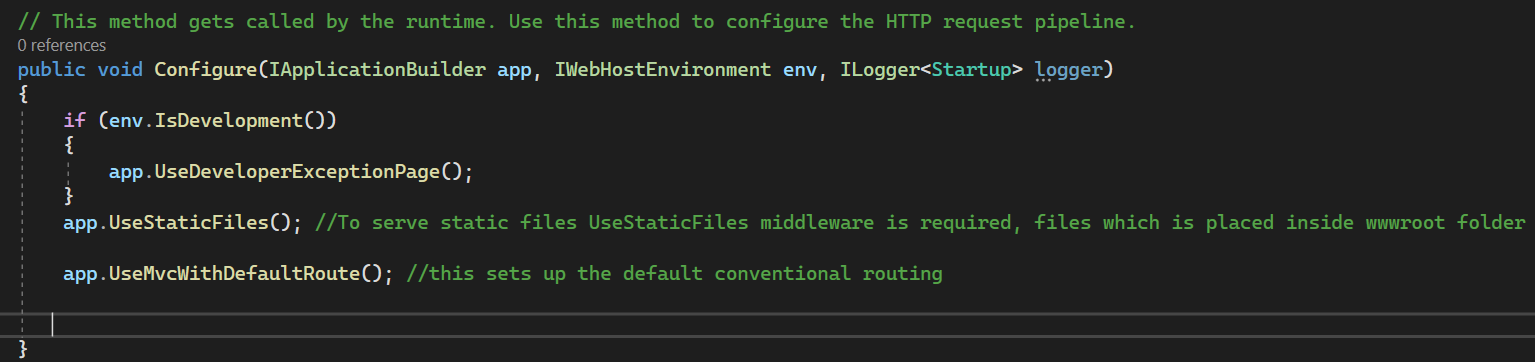 // This method gets called by the runtime. Use this method to configure the HTTP request pipeline.
0 references
public void Configure(IApplicationBuilder app, IWebHostEnvironment env, ILogger<Startup> logger)
{
if (env.IsDevelopment())
{
app.UseDeveloperExceptionPage();
}
app.UseStaticFiles(); //To serve static files UseStaticFiles middleware is required, files which is placed inside wwwroot folder
app.UseMvcWithDefaultRoute(); //this sets up the default conventional routing
}